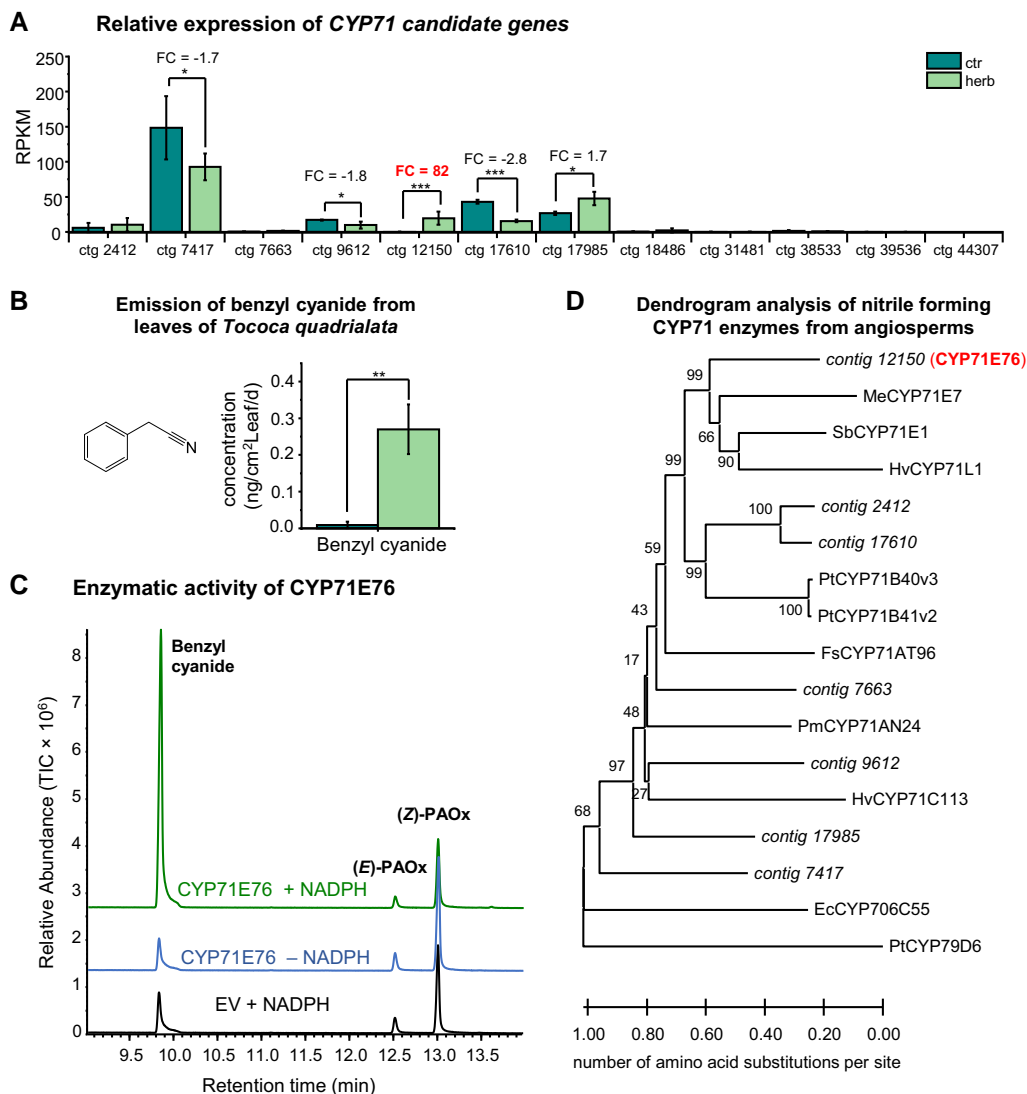 A
Relative expression of CYP71 candidate genes
250
200
150
100
50
0
RPKM
FC = -1.7
*
FC = -1.8
*
FC = 82
***
FC = -2.8
***
FC = 1.7
*
ctr
herb
ctg 2412
ctg 7417
ctg 7663
ctg 9612
ctg 12150
ctg 17610
ctg 17985
ctg 18486
ctg 31481
ctg 38533
ctg 39536
ctg 44307
B
Emission of benzyl cyanide from
leaves of Tococa quadrialata
N
concentration
(ng/cm²Leaf/d)
0.4
0.3
0.2
0.1
0.0
**
Benzyl cyanide
C
Enzymatic activity of CYP71E76
Relative Abundance (TIC × 10⁶)
8
7
6
5
4
3
2
1
0
Benzyl
cyanide
(Z)-PAOx
(E)-PAOx
CYP71E76 + NADPH
CYP71E76 – NADPH
EV + NADPH
9.5
10.0
10.5
11.0
11.5
12.0
12.5
13.0
13.5
Retention time (min)
D
Dendrogram analysis of nitrile forming
CYP71 enzymes from angiosperms
contig 12150 (CYP71E76)
MeCYP71E7
SbCYP71E1
HvCYP71L1
contig 2412
contig 17610
PtCYP71B40v3
PtCYP71B41v2
FsCYP71AT96
contig 7663
PmCYP71AN24
contig 9612
HvCYP71C113
contig 17985
contig 7417
EcCYP706C55
PtCYP79D6
99
66
90
99
100
99
100
59
43
17
48
27
97
68
1.00
0.80
0.60
0.40
0.20
0.00
number of amino acid substitutions per site